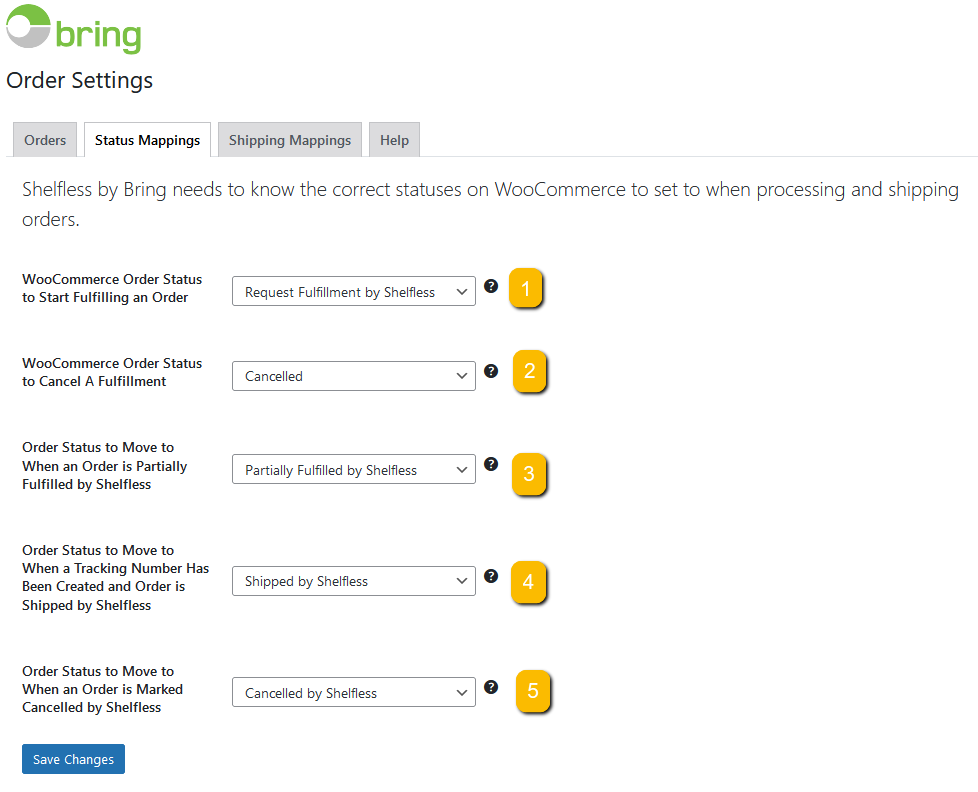 bring
Order Settings
Orders
Status Mappings
Shipping Mappings
Help
Shelfless by Bring needs to know the correct statuses on WooCommerce to set to when processing and shipping
orders.
WooCommerce Order Status
to Start Fulfilling an Order
Request Fulfillment by Shelfless
?
1
WooCommerce Order Status
to Cancel A Fulfillment
Cancelled
?
2
Order Status to Move to
When an Order is Partially
Fulfilled by Shelfless
Partially Fulfilled by Shelfless
?
3
Order Status to Move to
When a Tracking Number Has
Been Created and Order is
Shipped by Shelfless
Shipped by Shelfless
?
4
Order Status to Move to
When an Order is Marked
Cancelled by Shelfless
Cancelled by Shelfless
?
5
Save Changes